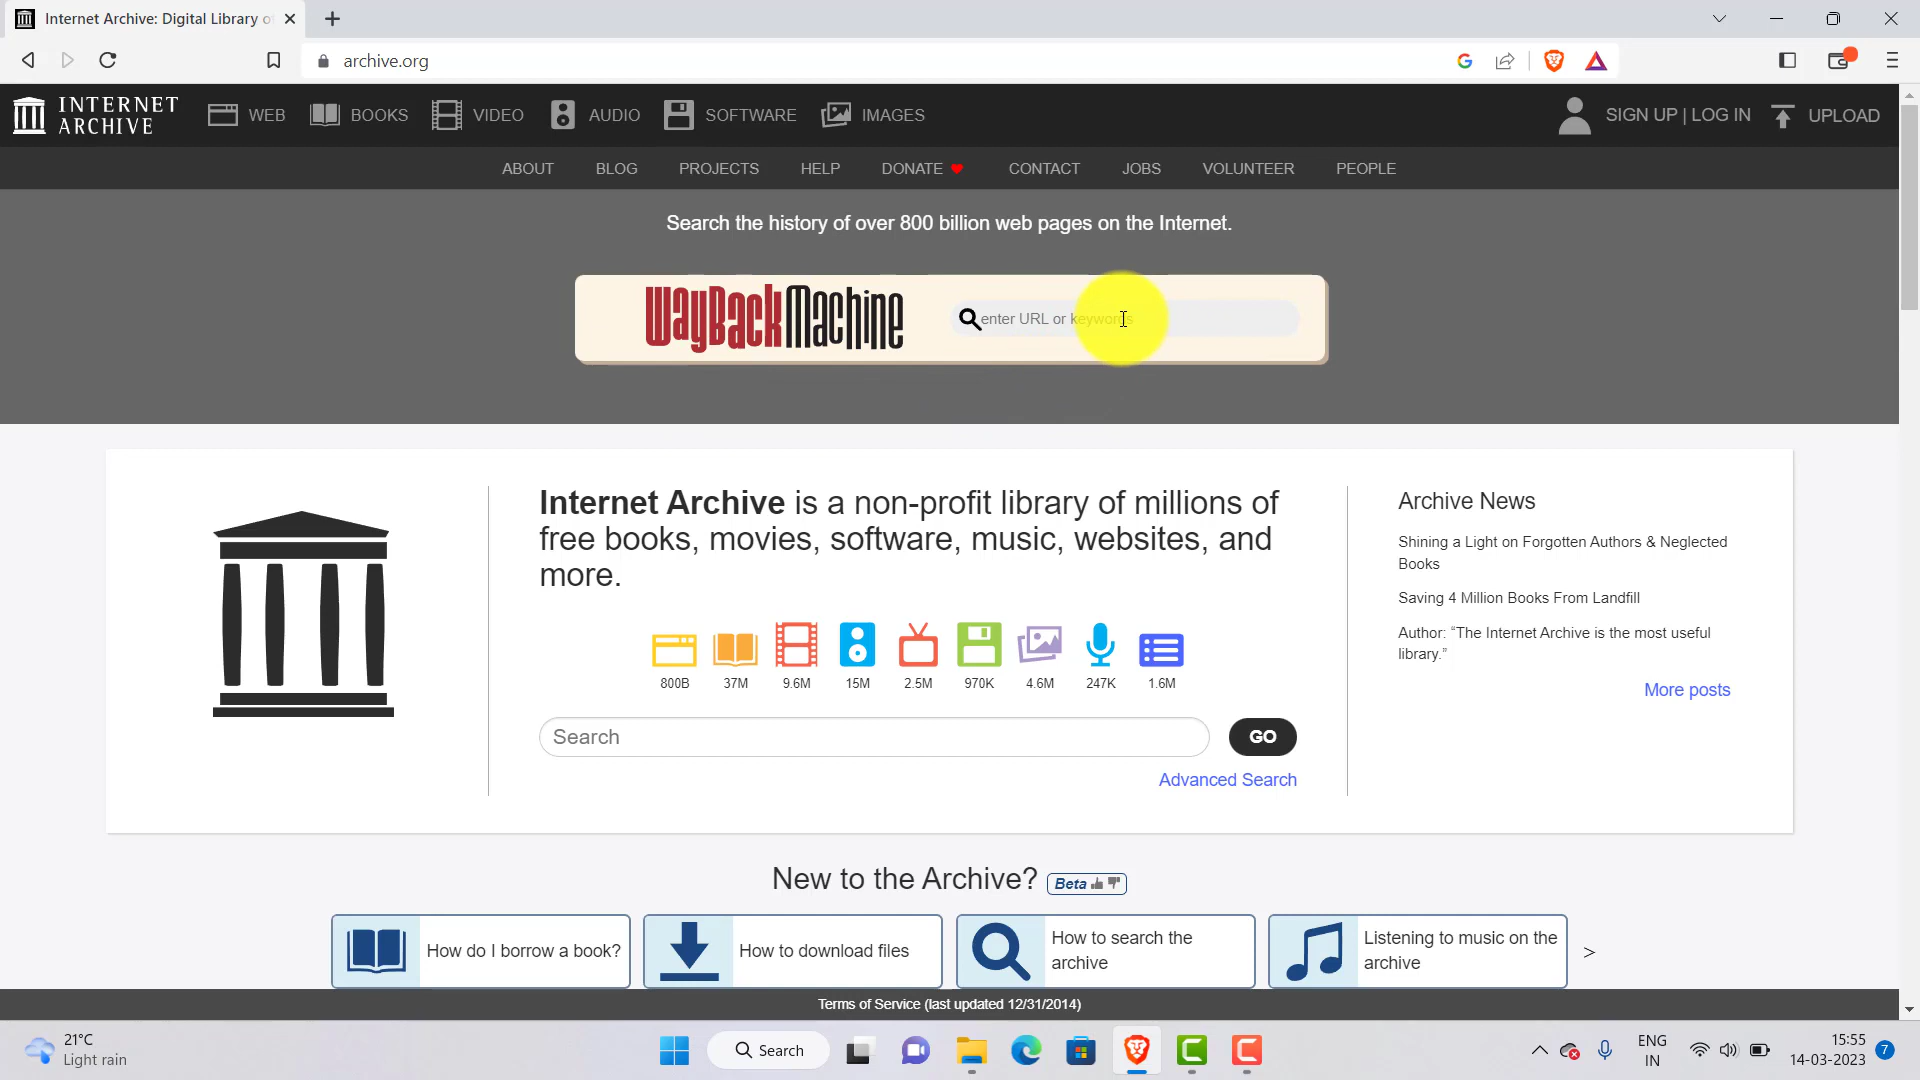 Internet Archive: Digital Library o
archive.org
INTERNET ARCHIVE
WEB
BOOKS
VIDEO
AUDIO
SOFTWARE
IMAGES
SIGN UP | LOG IN
UPLOAD
ABOUT
BLOG
PROJECTS
HELP
DONATE
CONTACT
JOBS
VOLUNTEER
PEOPLE
Search the history of over 800 billion web pages on the Internet.
WayBackMachine
enter URL or keywords
Internet Archive is a non-profit library of millions of
free books, movies, software, music, websites, and
more.
800B
37M
9.6M
15M
2.5M
970K
4.6M
247K
1.6M
Search
GO
Advanced Search
Archive News
Shining a Light on Forgotten Authors & Neglected
Books
Saving 4 Million Books From Landfill
Author: “The Internet Archive is the most useful
library.”
More posts
New to the Archive?
Beta
How do I borrow a book?
How to download files
How to search the
archive
Listening to music on the
archive
>
Terms of Service (last updated 12/31/2014)
21°C
Light rain
Search
ENG
IN
15:55
14-03-2023
7